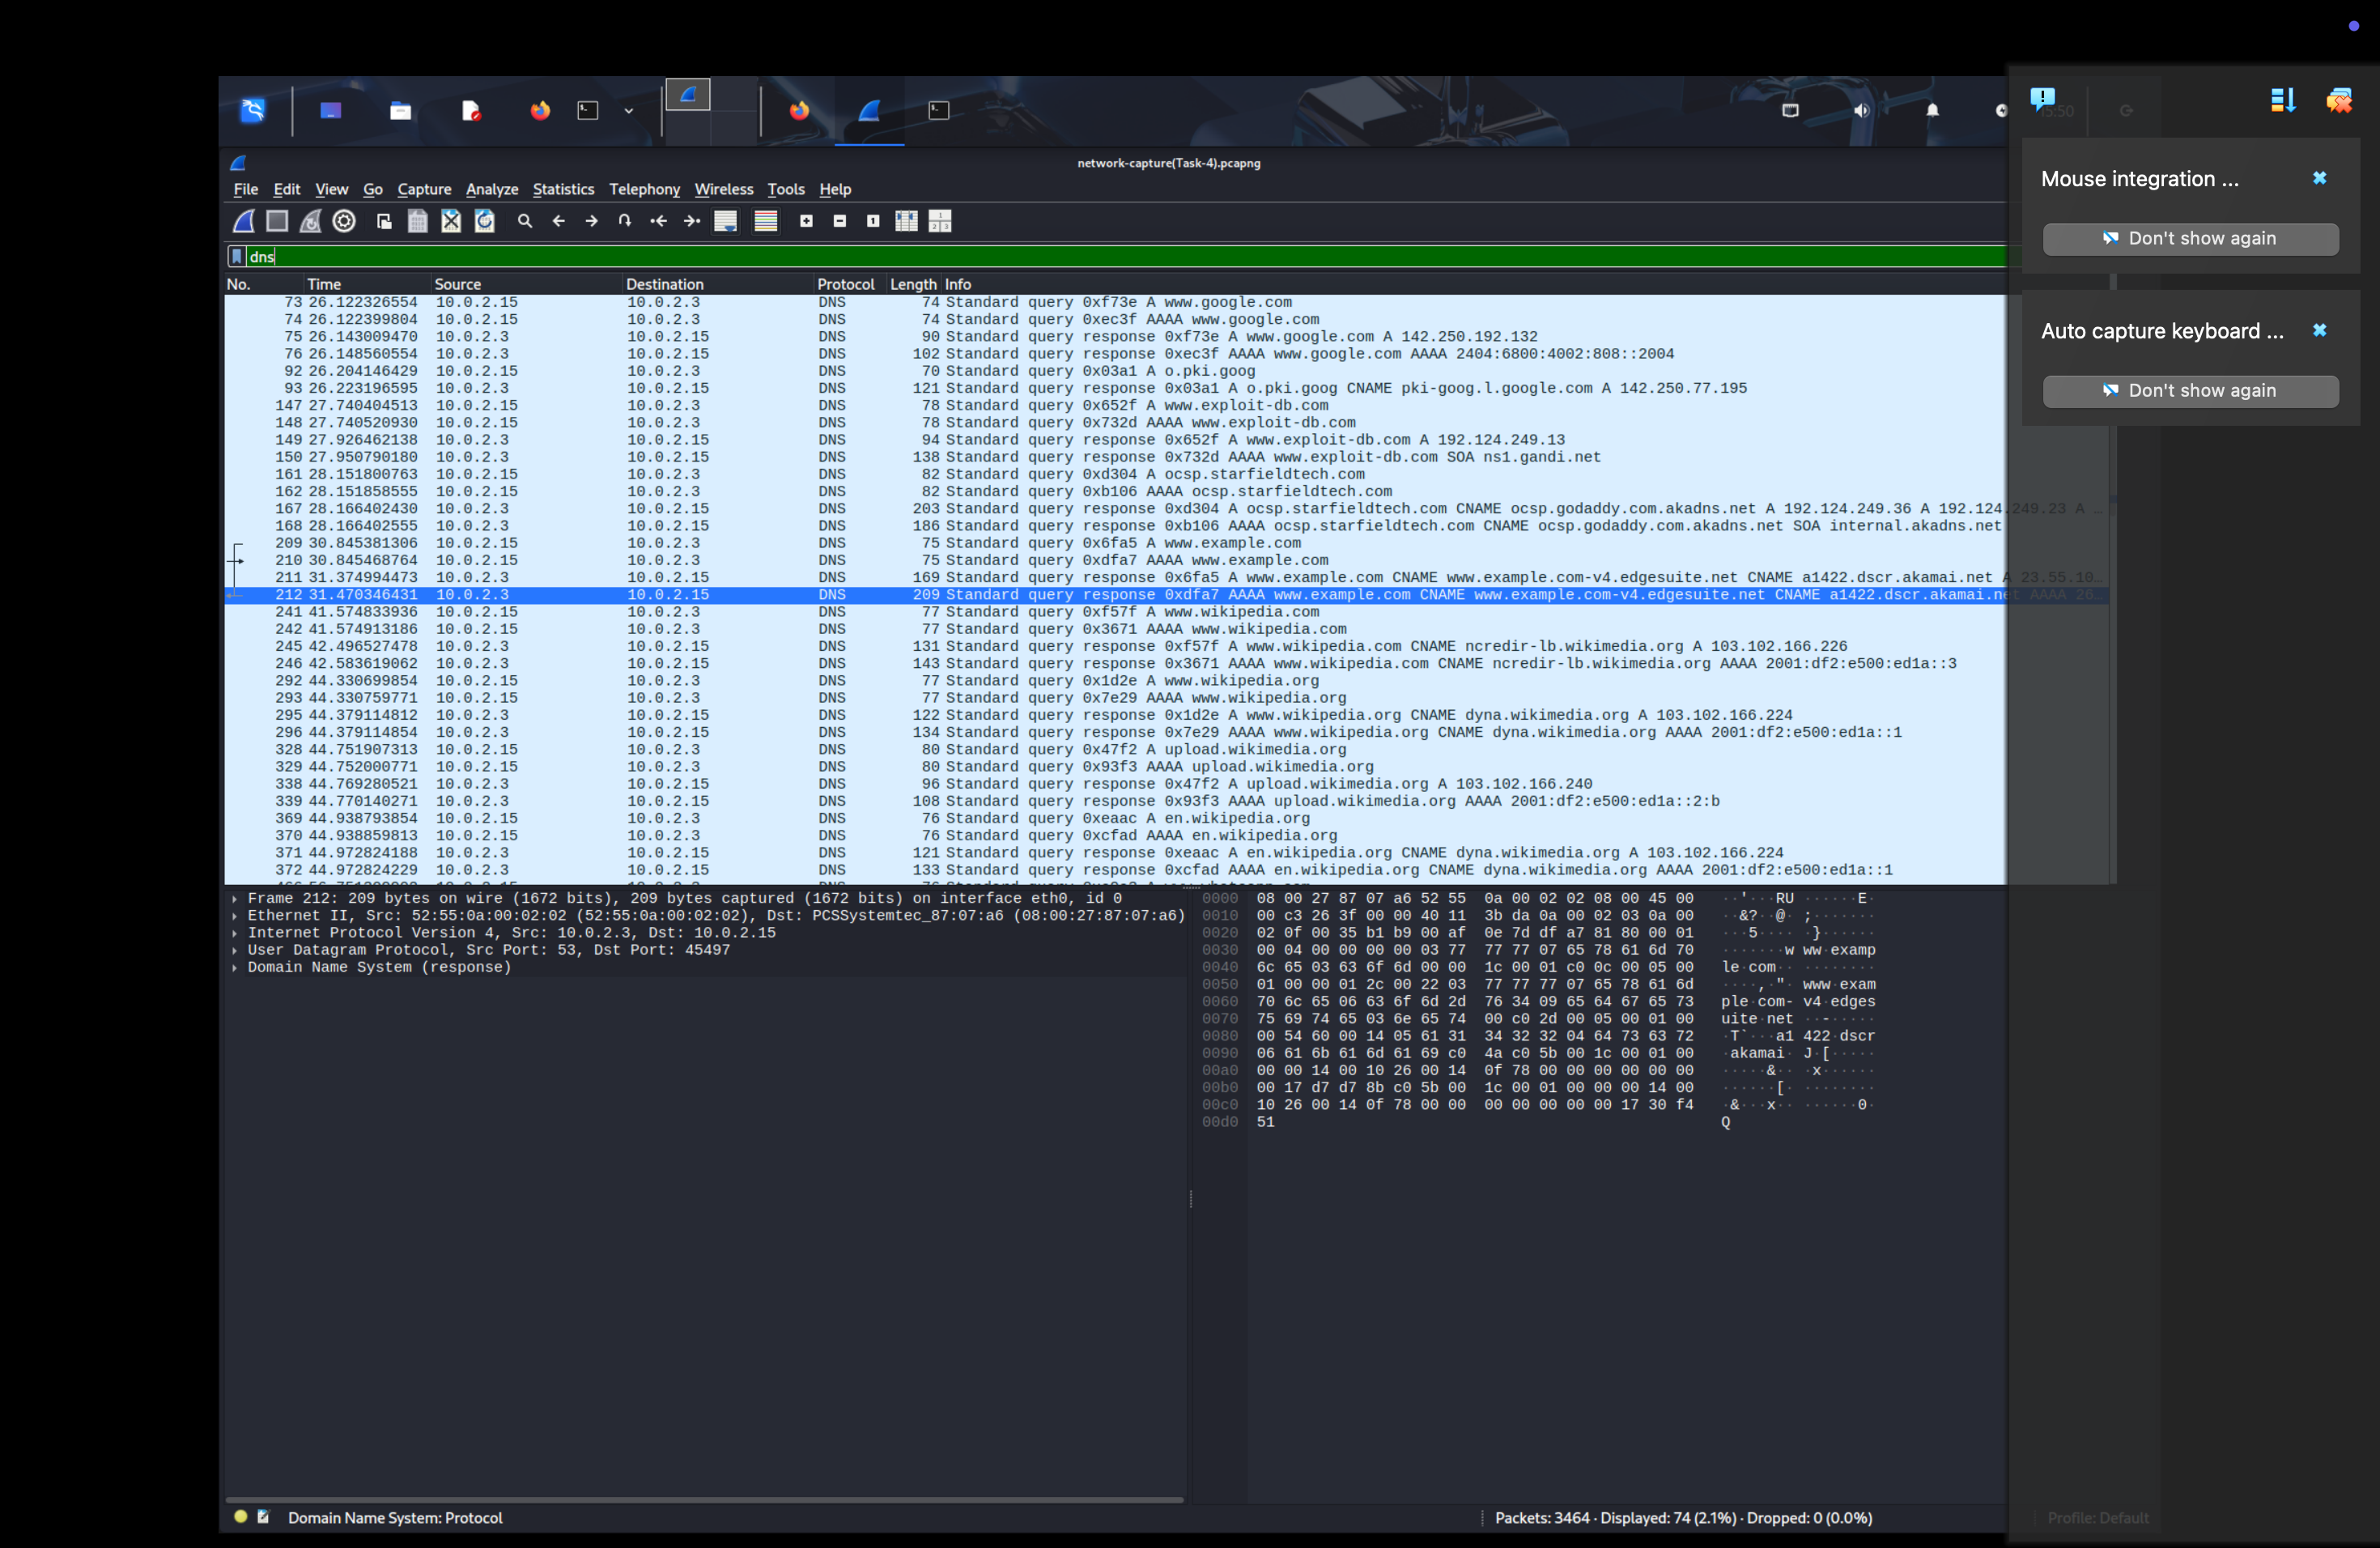 15:50
network-capture(Task-4).pcapng
Mouse integration ...
File Edit View Go Capture Analyze Statistics Telephony Wireless Tools Help
Don't show again
dns
No. Time Source Destination Protocol Length Info
73 26.122326554 10.0.2.15 10.0.2.3 DNS 74 Standard query 0xf73e A www.google.com
74 26.122399804 10.0.2.15 10.0.2.3 DNS 74 Standard query 0xec3f AAAA www.google.com
Auto capture keyboard ...
75 26.143009470 10.0.2.3 10.0.2.15 DNS 90 Standard query response 0xf73e A www.google.com A 142.250.192.132
76 26.148560554 10.0.2.3 10.0.2.15 DNS 102 Standard query response 0xec3f AAAA www.google.com AAAA 2404:6800:4002:808::2004
92 26.204146429 10.0.2.15 10.0.2.3 DNS 70 Standard query 0x03a1 A o.pki.goog
93 26.223196595 10.0.2.3 10.0.2.15 DNS 121 Standard query response 0x03a1 A o.pki.goog CNAME pki-goog.l.google.com A 142.250.77.195
Don't show again
147 27.740404513 10.0.2.15 10.0.2.3 DNS 78 Standard query 0x652f A www.exploit-db.com
148 27.740520930 10.0.2.15 10.0.2.3 DNS 78 Standard query 0x732d AAAA www.exploit-db.com
149 27.926462138 10.0.2.3 10.0.2.15 DNS 94 Standard query response 0x652f A www.exploit-db.com A 192.124.249.13
150 27.950790180 10.0.2.3 10.0.2.15 DNS 138 Standard query response 0x732d AAAA www.exploit-db.com SOA ns1.gandi.net
161 28.151800763 10.0.2.15 10.0.2.3 DNS 82 Standard query 0xd304 A ocsp.starfieldtech.com
162 28.151858555 10.0.2.15 10.0.2.3 DNS 82 Standard query 0xb106 AAAA ocsp.starfieldtech.com
167 28.166402430 10.0.2.3 10.0.2.15 DNS 203 Standard query response 0xd304 A ocsp.starfieldtech.com CNAME ocsp.godaddy.com.akadns.net A 192.124.249.36 A 192.124.249.23 A ...
168 28.166402555 10.0.2.3 10.0.2.15 DNS 186 Standard query response 0xb106 AAAA ocsp.starfieldtech.com CNAME ocsp.godaddy.com.akadns.net SOA internal.akadns.net
209 30.845381306 10.0.2.15 10.0.2.3 DNS 75 Standard query 0x6fa5 A www.example.com
210 30.845468764 10.0.2.15 10.0.2.3 DNS 75 Standard query 0xdfa7 AAAA www.example.com
211 31.374994473 10.0.2.3 10.0.2.15 DNS 169 Standard query response 0x6fa5 A www.example.com CNAME www.example.com-v4.edgesuite.net CNAME a1422.dscr.akamai.net A 23.55.10...
212 31.470346431 10.0.2.3 10.0.2.15 DNS 209 Standard query response 0xdfa7 AAAA www.example.com CNAME www.example.com-v4.edgesuite.net CNAME a1422.dscr.akamai.net AAAA 26...
241 41.574833936 10.0.2.15 10.0.2.3 DNS 77 Standard query 0xf57f A www.wikipedia.com
242 41.574913186 10.0.2.15 10.0.2.3 DNS 77 Standard query 0x3671 AAAA www.wikipedia.com
245 42.496527478 10.0.2.3 10.0.2.15 DNS 131 Standard query response 0xf57f A www.wikipedia.com CNAME ncredir-lb.wikimedia.org A 103.102.166.226
246 42.583619062 10.0.2.3 10.0.2.15 DNS 143 Standard query response 0x3671 AAAA www.wikipedia.com CNAME ncredir-lb.wikimedia.org AAAA 2001:df2:e500:ed1a::3
292 44.330699854 10.0.2.15 10.0.2.3 DNS 77 Standard query 0x1d2e A www.wikipedia.org
293 44.330759771 10.0.2.15 10.0.2.3 DNS 77 Standard query 0x7e29 AAAA www.wikipedia.org
295 44.379114812 10.0.2.3 10.0.2.15 DNS 122 Standard query response 0x1d2e A www.wikipedia.org CNAME dyna.wikimedia.org A 103.102.166.224
296 44.379114854 10.0.2.3 10.0.2.15 DNS 134 Standard query response 0x7e29 AAAA www.wikipedia.org CNAME dyna.wikimedia.org AAAA 2001:df2:e500:ed1a::1
328 44.751907313 10.0.2.15 10.0.2.3 DNS 80 Standard query 0x47f2 A upload.wikimedia.org
329 44.752000771 10.0.2.15 10.0.2.3 DNS 80 Standard query 0x93f3 AAAA upload.wikimedia.org
338 44.769280521 10.0.2.3 10.0.2.15 DNS 96 Standard query response 0x47f2 A upload.wikimedia.org A 103.102.166.240
339 44.770140271 10.0.2.3 10.0.2.15 DNS 108 Standard query response 0x93f3 AAAA upload.wikimedia.org AAAA 2001:df2:e500:ed1a::2:b
369 44.938793854 10.0.2.15 10.0.2.3 DNS 76 Standard query 0xeaac A en.wikipedia.org
370 44.938859813 10.0.2.15 10.0.2.3 DNS 76 Standard query 0xcfad AAAA en.wikipedia.org
371 44.972824188 10.0.2.3 10.0.2.15 DNS 121 Standard query response 0xeaac A en.wikipedia.org CNAME dyna.wikimedia.org A 103.102.166.224
372 44.972824229 10.0.2.3 10.0.2.15 DNS 133 Standard query response 0xcfad AAAA en.wikipedia.org CNAME dyna.wikimedia.org AAAA 2001:df2:e500:ed1a::1
Frame 212: 209 bytes on wire (1672 bits), 209 bytes captured (1672 bits) on interface eth0, id 0
Ethernet II, Src: 52:55:0a:00:02:02 (52:55:0a:00:02:02), Dst: PCSSystemtec_87:07:a6 (08:00:27:87:07:a6)
Internet Protocol Version 4, Src: 10.0.2.3, Dst: 10.0.2.15
User Datagram Protocol, Src Port: 53, Dst Port: 45497
Domain Name System (response)
0000 08 00 27 87 07 a6 52 55 0a 00 02 02 08 00 45 00 ··'···RU ······E·
0010 00 c3 26 3f 00 00 40 11 3b da 0a 00 02 03 0a 00 ··&?··@· ;·······
0020 02 0f 00 35 b1 b9 00 af 0e 7d df a7 81 80 00 01 ···5···· ·}······
0030 00 04 00 00 00 00 03 77 77 77 07 65 78 61 6d 70 ·······w ww·examp
0040 6c 65 03 63 6f 6d 00 00 1c 00 01 c0 0c 00 05 00 le·com·· ········
0050 01 00 00 01 2c 00 22 03 77 77 77 07 65 78 61 6d ····,·"· www·exam
0060 70 6c 65 06 63 6f 6d 2d 76 34 09 65 64 67 65 73 ple·com- v4·edges
0070 75 69 74 65 03 6e 65 74 00 c0 2d 00 05 00 01 00 uite·net ··-·····
0080 00 54 60 00 14 05 61 31 34 32 32 04 64 73 63 72 ·T`···a1 422·dscr
0090 06 61 6b 61 6d 61 69 c0 4a c0 5b 00 1c 00 01 00 ·akamai· J·[·····
00a0 00 00 14 00 10 26 00 14 0f 78 00 00 00 00 00 00 ·····&·· ·x······
00b0 00 17 d7 d7 8b c0 5b 00 1c 00 01 00 00 00 14 00 ······[· ········
00c0 10 26 00 14 0f 78 00 00 00 00 00 00 00 17 30 f4 ·&···x·· ······0·
00d0 51 Q
Domain Name System: Protocol
Packets: 3464 · Displayed: 74 (2.1%) · Dropped: 0 (0.0%)
Profile: Default